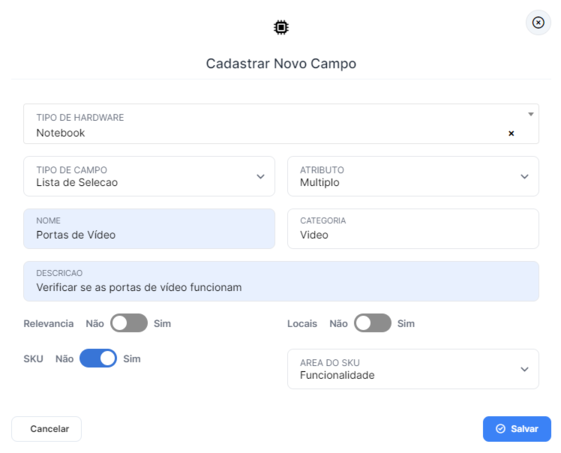 Cadastrar Novo Campo
TIPO DE HARDWARE
Notebook
TIPO DE CAMPO
Lista de Selecao
ATRIBUTO
Multiplo
NOME
Portas de Vídeo
CATEGORIA
Video
DESCRICAO
Verificar se as portas de vídeo funcionam
Relevancia Não Sim
Locais Não Sim
SKU Não Sim
AREA DO SKU
Funcionalidade
Cancelar
Salvar